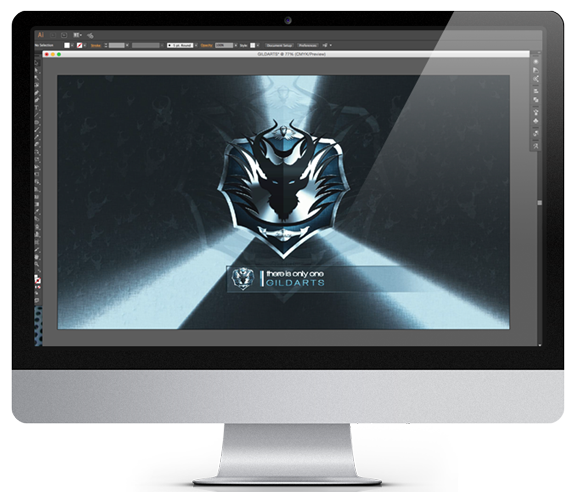 Ai
No Selection
Stroke:
3 pt. Round
Opacity:
Style:
Document Setup
Preferences
GILDARTS* @ 77% (CMYK/Preview)
there is only one
GILDARTS